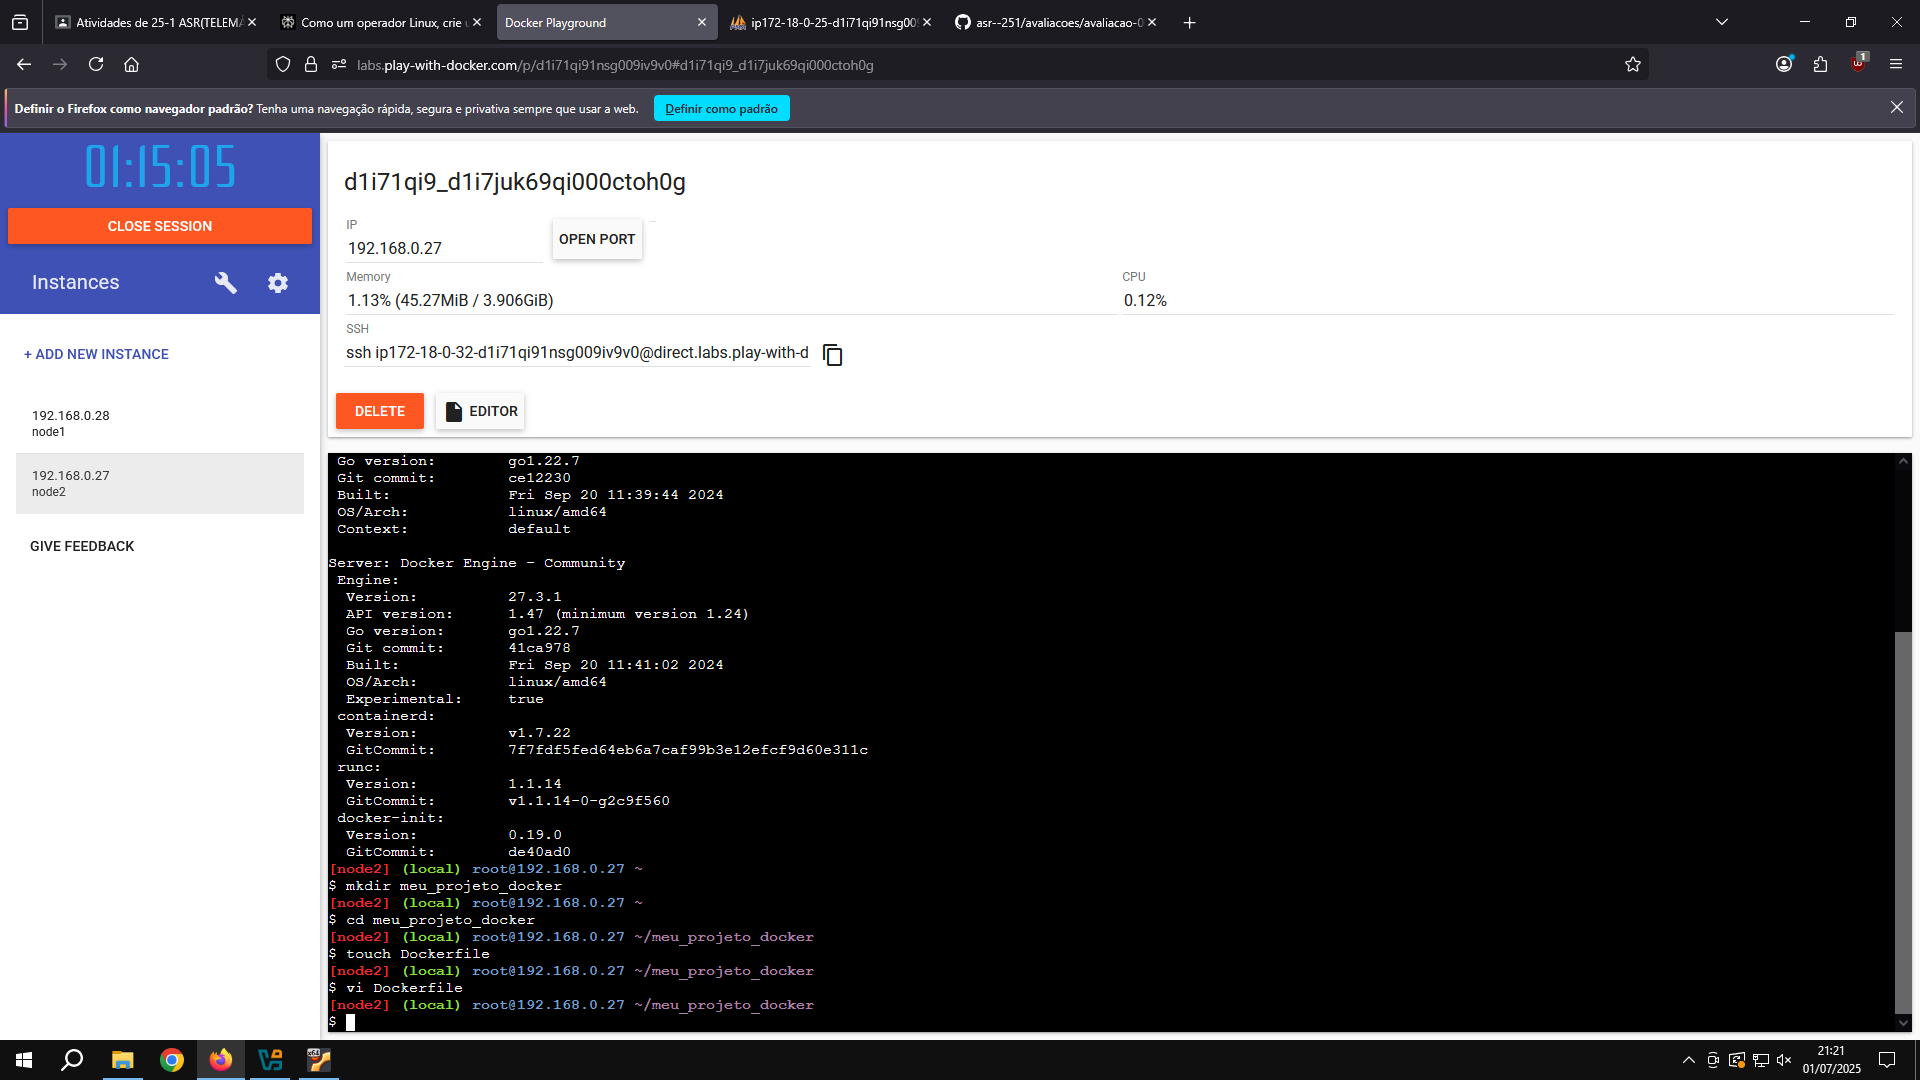 Atividades de 25-1 ASR(TELEMÁ
Como um operador Linux, crie u
Docker Playground
ip172-18-0-25-d1i71qi91nsg009
asr--251/avaliacoes/avaliacao-0
labs.play-with-docker.com/p/d1i71qi91nsg009iv9v0#d1i71qi9_d1i7juk69qi000ctoh0g
1
Definir o Firefox como navegador padrão? Tenha uma navegação rápida, segura e privativa sempre que usar a web.
Definir como padrão
01:15:05
CLOSE SESSION
Instances
+ ADD NEW INSTANCE
192.168.0.28
node1
192.168.0.27
node2
GIVE FEEDBACK
d1i71qi9_d1i7juk69qi000ctoh0g
IP
192.168.0.27
OPEN PORT
Memory
1.13% (45.27MiB / 3.906GiB)
CPU
0.12%
SSH
ssh ip172-18-0-32-d1i71qi91nsg009iv9v0@direct.labs.play-with-d
DELETE
EDITOR
Go version: go1.22.7
Git commit: ce12230
Built: Fri Sep 20 11:39:44 2024
OS/Arch: linux/amd64
Context: default
Server: Docker Engine - Community
Engine:
Version: 27.3.1
API version: 1.47 (minimum version 1.24)
Go version: go1.22.7
Git commit: 41ca978
Built: Fri Sep 20 11:41:02 2024
OS/Arch: linux/amd64
Experimental: true
containerd:
Version: v1.7.22
GitCommit: 7f7fdf5fed64eb6a7caf99b3e12efcf9d60e311c
runc:
Version: 1.1.14
GitCommit: v1.1.14-0-g2c9f560
docker-init:
Version: 0.19.0
GitCommit: de40ad0
[node2] (local) root@192.168.0.27 ~
$ mkdir meu_projeto_docker
[node2] (local) root@192.168.0.27 ~
$ cd meu_projeto_docker
[node2] (local) root@192.168.0.27 ~/meu_projeto_docker
$ touch Dockerfile
[node2] (local) root@192.168.0.27 ~/meu_projeto_docker
$ vi Dockerfile
[node2] (local) root@192.168.0.27 ~/meu_projeto_docker
$
21:21
01/07/2025